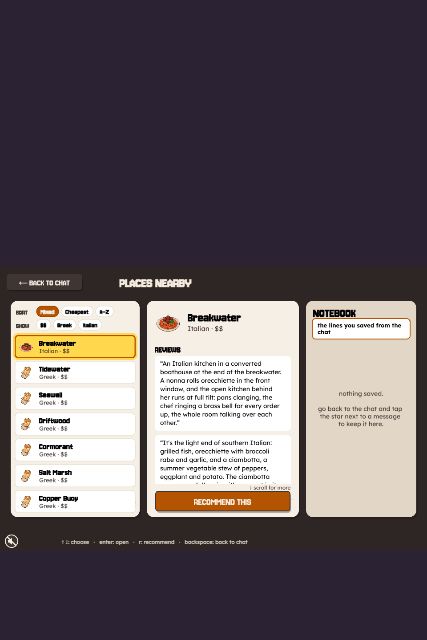 ← BACK TO CHAT
PLACES NEARBY
SORT Mixed Cheapest A-Z
SHOW $$ Greek Italian
Breakwater
Italian · $$
Tidewater
Greek · $$
Seawall
Greek · $$
Driftwood
Greek · $$
Cormorant
Greek · $$
Salt Marsh
Greek · $$
Copper Buoy
Greek · $$
Breakwater
Italian · $$
REVIEWS
"An Italian kitchen in a converted
boathouse at the end of the breakwater.
A nonna rolls orecchiette in the front
window, and the open kitchen behind
her runs at full tilt: pans clanging, the
chef ringing a brass bell for every order
up, the whole room talking over each
other."
"It's the light end of southern Italian:
grilled fish, orecchiette with broccoli
rabe and garlic, and a ciambotta, a
summer vegetable stew of peppers,
eggplant and potato. The ciambotta
↓ scroll for more
RECOMMEND THIS
NOTEBOOK
the lines you saved from the
chat
nothing saved.
go back to the chat and tap
the star next to a message
to keep it here.
↑ ↓: choose · enter: open · r: recommend · backspace: back to chat